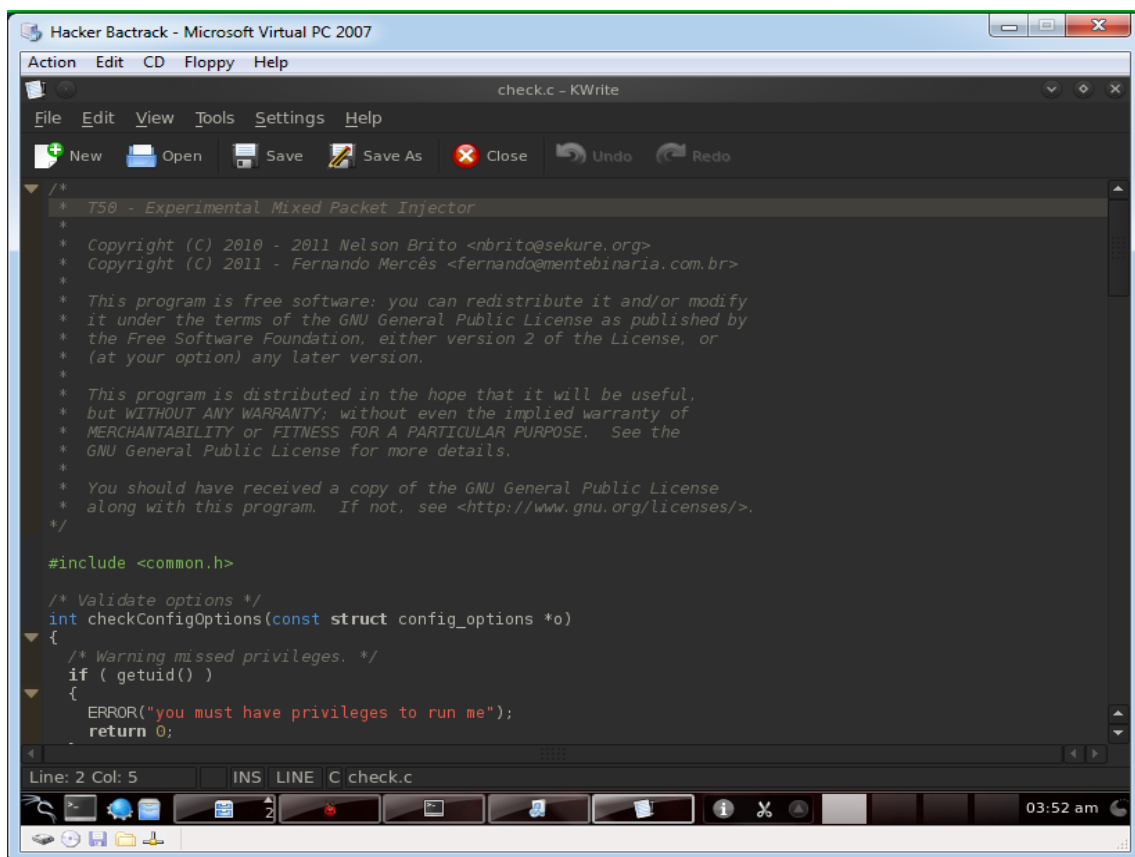 Hacker Bactrack - Microsoft Virtual PC 2007
Action Edit CD Floppy Help
check.c – KWrite
File Edit View Tools Settings Help
New Open Save Save As Close Undo Redo
/*
* T50 - Experimental Mixed Packet Injector
*
* Copyright (C) 2010 - 2011 Nelson Brito <nbrito@sekure.org>
* Copyright (C) 2011 - Fernando Mercês <fernando@mentebinaria.com.br>
*
* This program is free software: you can redistribute it and/or modify
* it under the terms of the GNU General Public License as published by
* the Free Software Foundation, either version 2 of the License, or
* (at your option) any later version.
*
* This program is distributed in the hope that it will be useful,
* but WITHOUT ANY WARRANTY; without even the implied warranty of
* MERCHANTABILITY or FITNESS FOR A PARTICULAR PURPOSE.  See the
* GNU General Public License for more details.
*
* You should have received a copy of the GNU General Public License
* along with this program.  If not, see <http://www.gnu.org/licenses/>.
*/
#include <common.h>
/* Validate options */
int checkConfigOptions(const struct config_options *o)
{
/* Warning missed privileges. */
if ( getuid() )
{
ERROR("you must have privileges to run me");
return 0;
Line: 2 Col: 5 INS LINE C check.c
2 03:52 am